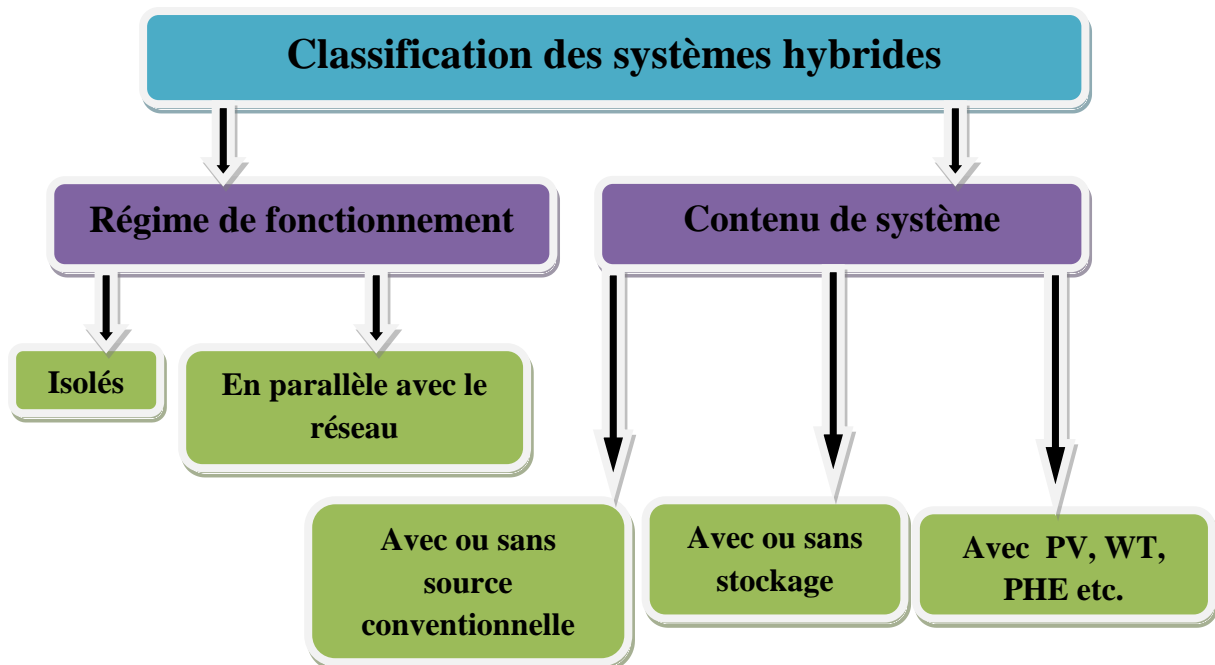 Classification des systèmes hybrides
Régime de fonctionnement
Contenu de système
Isolés
En parallèle avec le
réseau
Avec ou sans
source
conventionnelle
Avec ou sans
stockage
Avec PV, WT,
PHE etc.